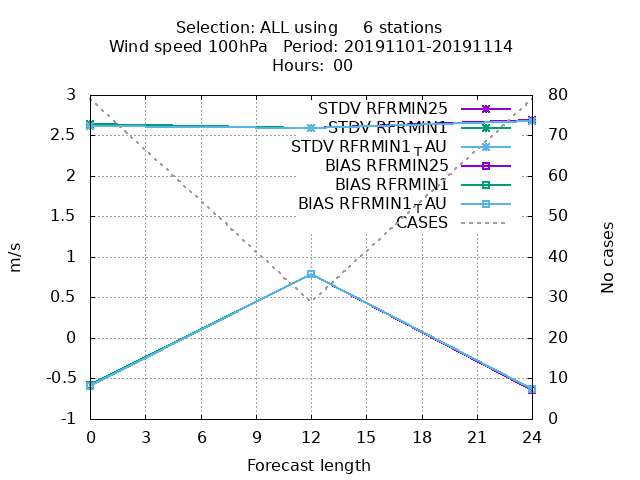 Selection: ALL using     6 stations
Wind speed 100hPa   Period: 20191101-20191114
Hours:  00
3
2.5
2
1.5
1
0.5
0
-0.5
-1
80
70
60
50
40
30
20
10
0
STDV RFRMIN25
STDV RFRMIN1
STDV RFRMIN1_TAU
BIAS RFRMIN25
BIAS RFRMIN1
BIAS RFRMIN1_TAU
CASES
m/s
No cases
0 3 6 9 12 15 18 21 24
Forecast length